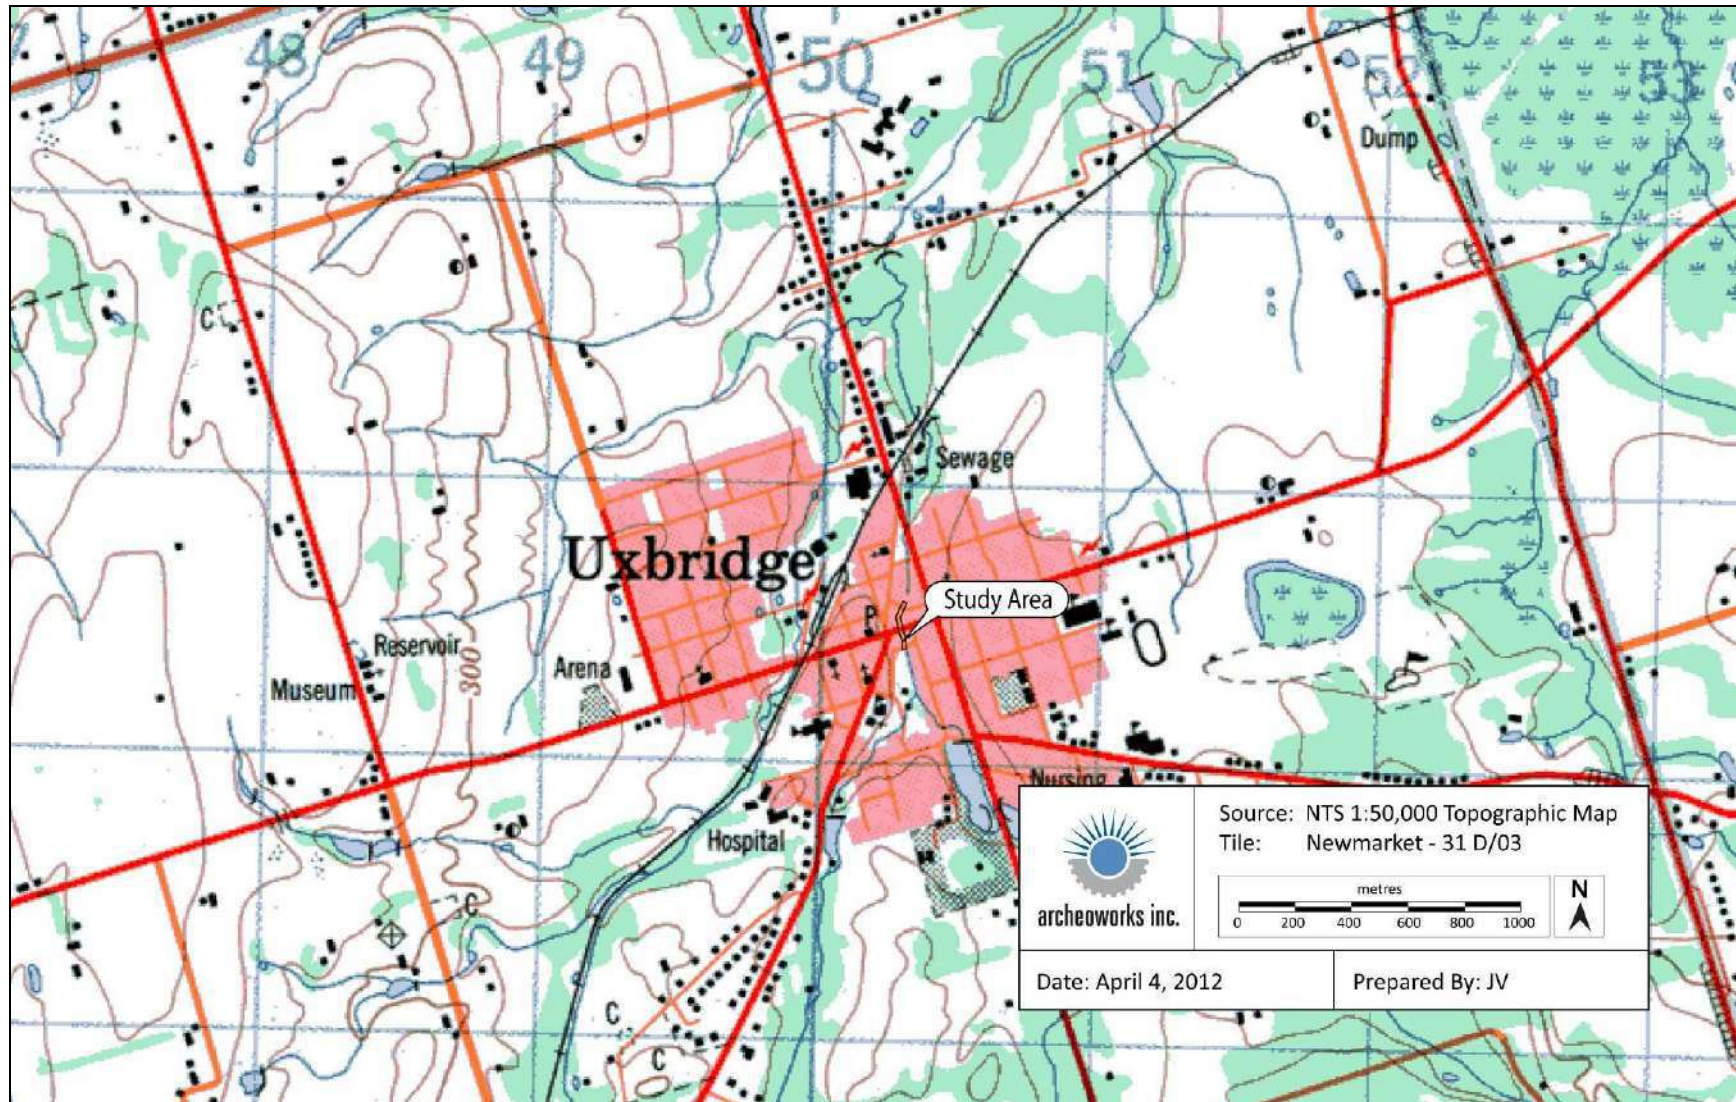 48
49
50
51
52
53
Dump
C
Sewage
Uxbridge
Study Area
P
Reservoir
300
Arena
Museum
Nursing
Hospital
C
C
C
archeoworks inc.
Source: NTS 1:50,000 Topographic Map
Tile: Newmarket - 31 D/03
metres
0 200 400 600 800 1000
N
Date: April 4, 2012
Prepared By: JV